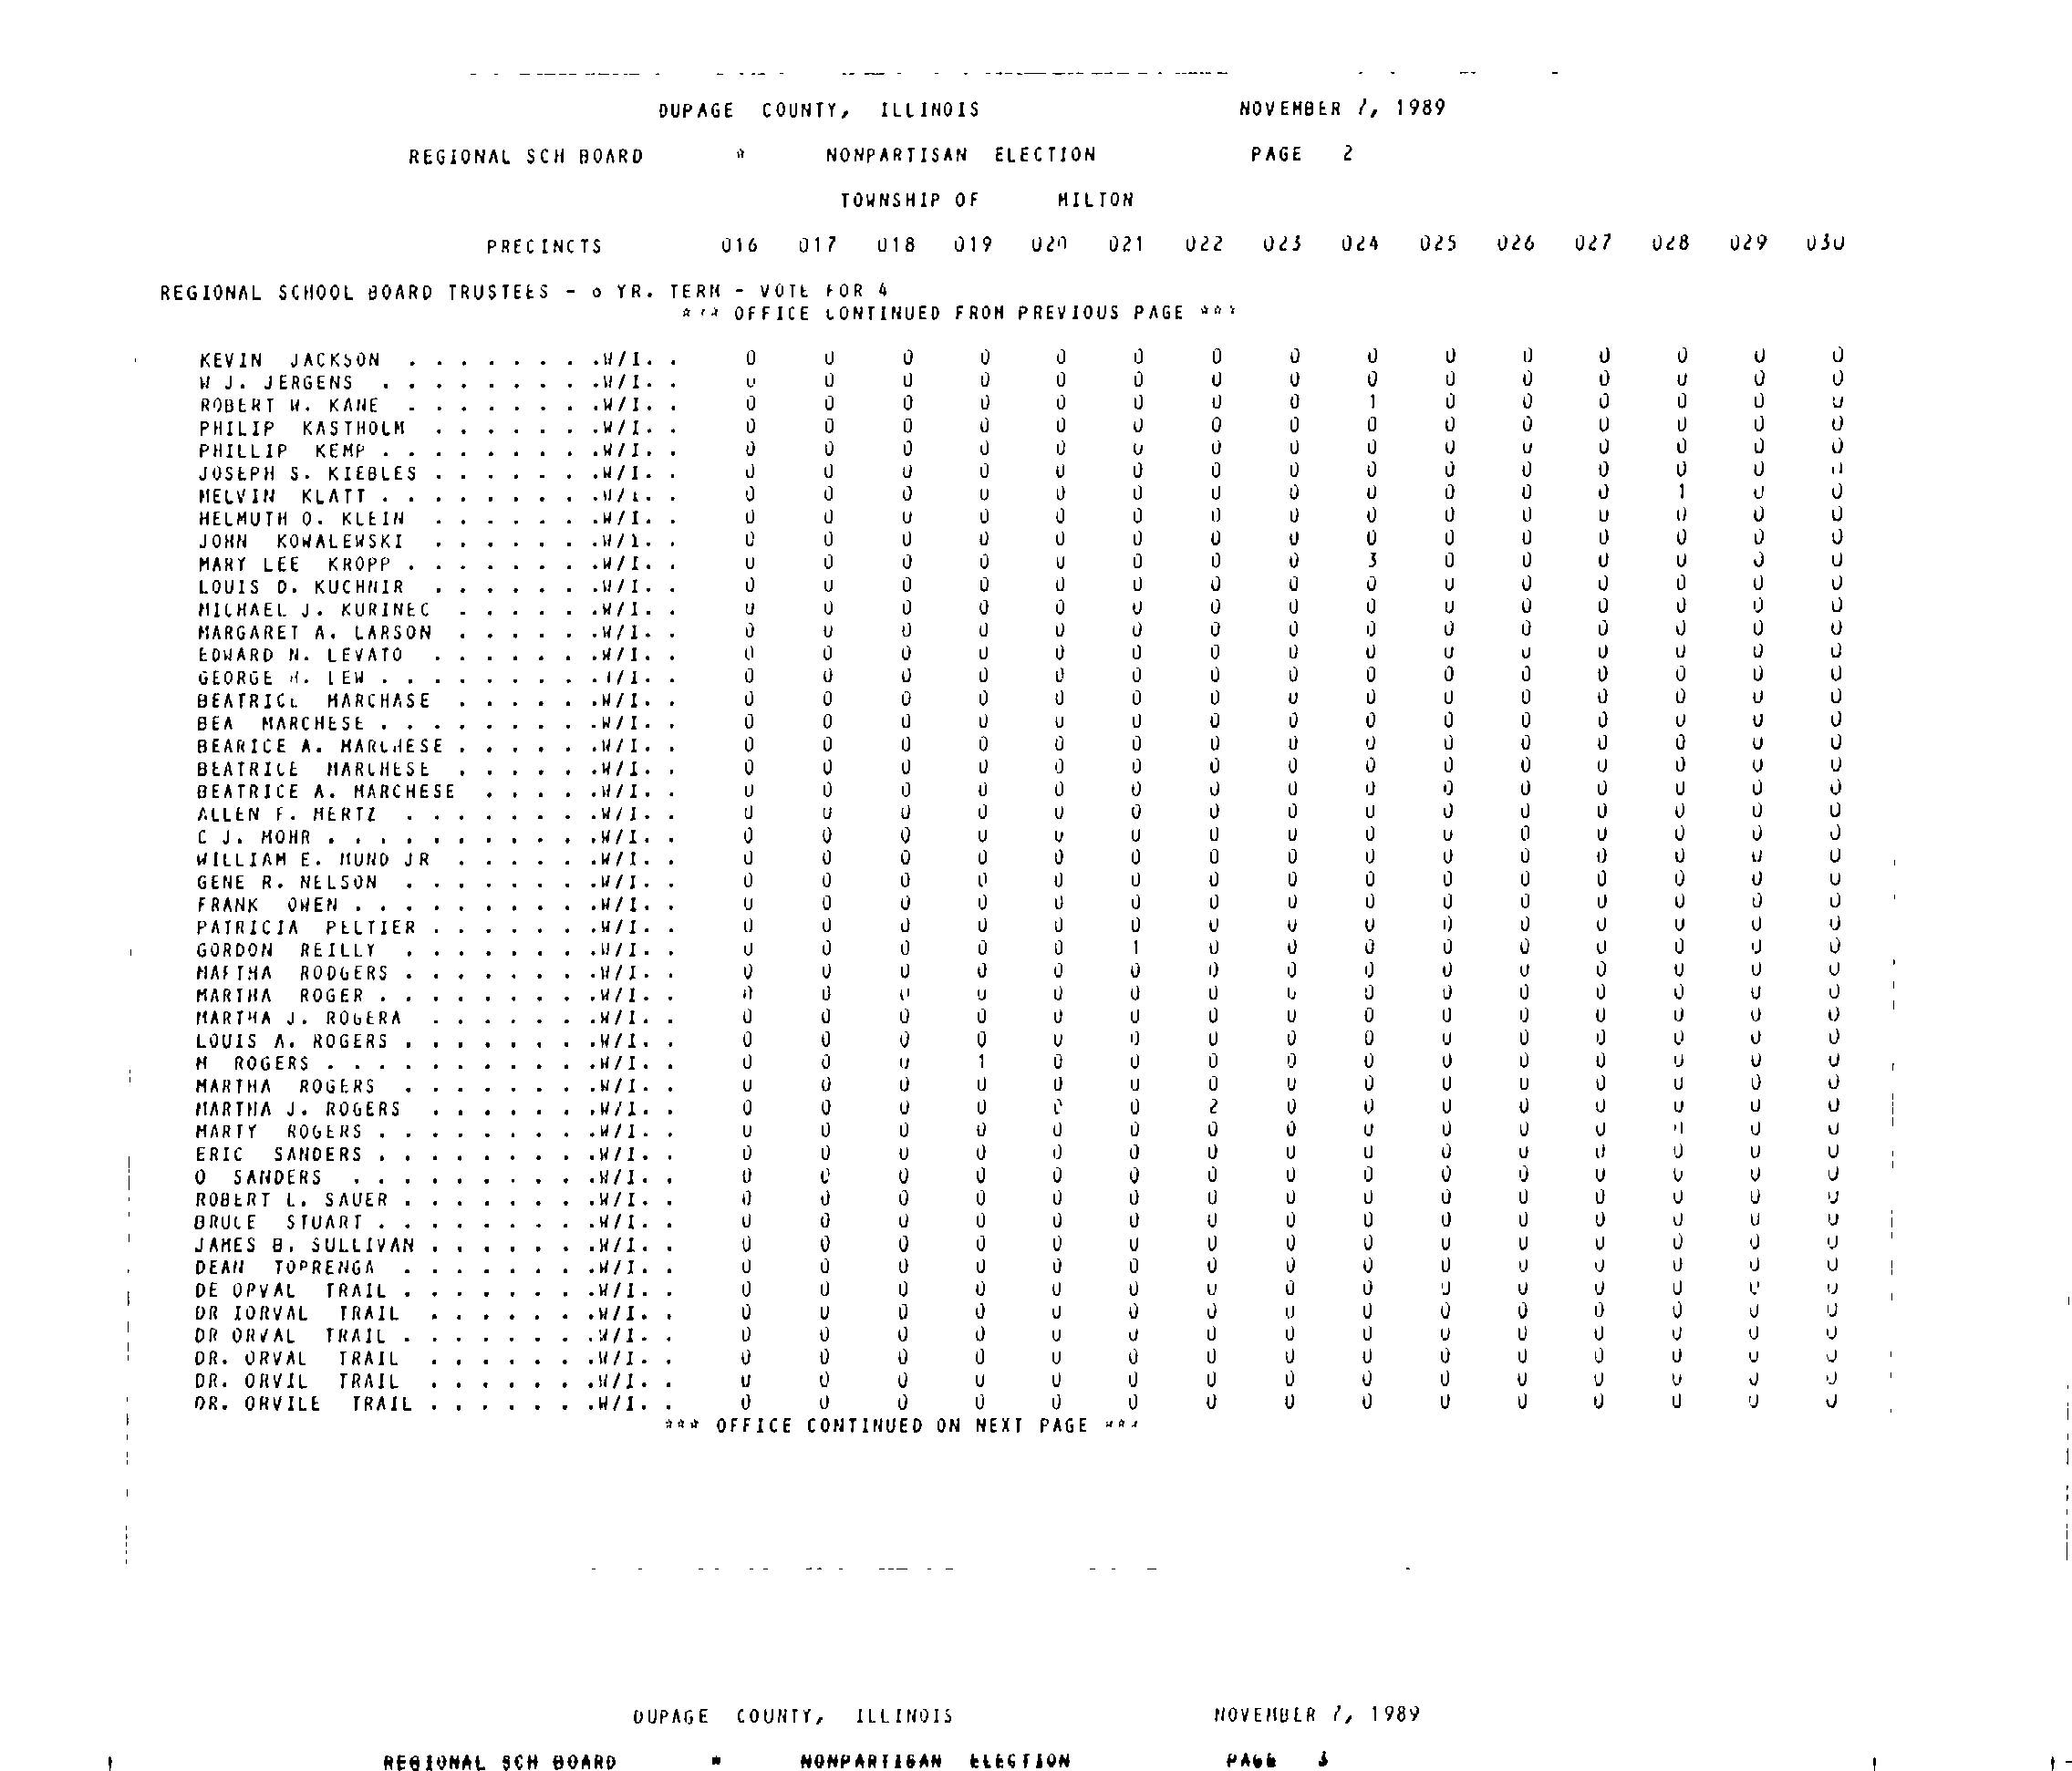 DUPAGE COUNTY, ILLINOIS NOVEMBER 7, 1989
REGIONAL SCH BOARD * NONPARTISAN ELECTION PAGE 2
TOWNSHIP OF MILTON
PRECINCTS 016 017 018 019 020 021 022 023 024 025 026 027 028 029 030
REGIONAL SCHOOL BOARD TRUSTEES - 6 YR. TERM - VOTE FOR 4
*** OFFICE CONTINUED FROM PREVIOUS PAGE ***
KEVIN JACKSON . . . . . . . .W/I. . 0 0 0 0 0 0 0 0 0 0 0 0 0 0 0
W J. JERGENS . . . . . . . . .W/I. . 0 0 0 0 0 0 0 0 0 0 0 0 0 0 0
ROBERT W. KANE . . . . . . . .W/I. . 0 0 0 0 0 0 0 0 1 0 0 0 0 0 0
PHILIP KASTHOLM . . . . . . .W/I. . 0 0 0 0 0 0 0 0 0 0 0 0 0 0 0
PHILLIP KEMP . . . . . . . . .W/I. . 0 0 0 0 0 0 0 0 0 0 0 0 0 0 0
JOSEPH S. KIEBLES . . . . . . .W/I. . 0 0 0 0 0 0 0 0 0 0 0 0 0 0 0
MELVIN KLATT . . . . . . . . .W/I. . 0 0 0 0 0 0 0 0 0 0 0 0 1 0 0
HELMUTH O. KLEIN . . . . . . .W/I. . 0 0 0 0 0 0 0 0 0 0 0 0 0 0 0
JOHN KOWALEWSKI . . . . . . .W/I. . 0 0 0 0 0 0 0 0 0 0 0 0 0 0 0
MARY LEE KROPP . . . . . . . .W/I. . 0 0 0 0 0 0 0 0 3 0 0 0 0 0 0
LOUIS D. KUCHNIR . . . . . . .W/I. . 0 0 0 0 0 0 0 0 0 0 0 0 0 0 0
MICHAEL J. KURINEC . . . . . .W/I. . 0 0 0 0 0 0 0 0 0 0 0 0 0 0 0
MARGARET A. LARSON . . . . . .W/I. . 0 0 0 0 0 0 0 0 0 0 0 0 0 0 0
EDWARD N. LEVATO . . . . . . .W/I. . 0 0 0 0 0 0 0 0 0 0 0 0 0 0 0
GEORGE H. LEW . . . . . . . . .W/I. . 0 0 0 0 0 0 0 0 0 0 0 0 0 0 0
BEATRICE MARCHASE . . . . . .W/I. . 0 0 0 0 0 0 0 0 0 0 0 0 0 0 0
BEA MARCHESE . . . . . . . . .W/I. . 0 0 0 0 0 0 0 0 0 0 0 0 0 0 0
BEARICE A. MARCHESE . . . . . .W/I. . 0 0 0 0 0 0 0 0 0 0 0 0 0 0 0
BEATRICE MARCHESE . . . . . .W/I. . 0 0 0 0 0 0 0 0 0 0 0 0 0 0 0
BEATRICE A. MARCHESE . . . . .W/I. . 0 0 0 0 0 0 0 0 0 0 0 0 0 0 0
ALLEN F. MERTZ . . . . . . . .W/I. . 0 0 0 0 0 0 0 0 0 0 0 0 0 0 0
C J. MOHR . . . . . . . . . . .W/I. . 0 0 0 0 0 0 0 0 0 0 0 0 0 0 0
WILLIAM E. MUND JR . . . . . .W/I. . 0 0 0 0 0 0 0 0 0 0 0 0 0 0 0
GENE R. NELSON . . . . . . . .W/I. . 0 0 0 0 0 0 0 0 0 0 0 0 0 0 0
FRANK OWEN . . . . . . . . . .W/I. . 0 0 0 0 0 0 0 0 0 0 0 0 0 0 0
PATRICIA PELTIER . . . . . . .W/I. . 0 0 0 0 0 0 0 0 0 0 0 0 0 0 0
GORDON REILLY . . . . . . . .W/I. . 0 0 0 0 0 1 0 0 0 0 0 0 0 0 0
MARTHA RODGERS . . . . . . . .W/I. . 0 0 0 0 0 0 0 0 0 0 0 0 0 0 0
MARTHA ROGER . . . . . . . . .W/I. . 0 0 0 0 0 0 0 0 0 0 0 0 0 0 0
MARTHA J. ROGERA . . . . . . .W/I. . 0 0 0 0 0 0 0 0 0 0 0 0 0 0 0
LOUIS A. ROGERS . . . . . . . .W/I. . 0 0 0 0 0 0 0 0 0 0 0 0 0 0 0
M ROGERS . . . . . . . . . . .W/I. . 0 0 0 1 0 0 0 0 0 0 0 0 0 0 0
MARTHA ROGERS . . . . . . . .W/I. . 0 0 0 0 0 0 0 0 0 0 0 0 0 0 0
MARTHA J. ROGERS . . . . . . .W/I. . 0 0 0 0 0 0 2 0 0 0 0 0 0 0 0
MARTY ROGERS . . . . . . . . .W/I. . 0 0 0 0 0 0 0 0 0 0 0 0 0 0 0
ERIC SANDERS . . . . . . . . .W/I. . 0 0 0 0 0 0 0 0 0 0 0 0 0 0 0
O SANDERS . . . . . . . . . .W/I. . 0 0 0 0 0 0 0 0 0 0 0 0 0 0 0
ROBERT L. SAUER . . . . . . . .W/I. . 0 0 0 0 0 0 0 0 0 0 0 0 0 0 0
BRUCE STUART . . . . . . . . .W/I. . 0 0 0 0 0 0 0 0 0 0 0 0 0 0 0
JAMES B. SULLIVAN . . . . . . .W/I. . 0 0 0 0 0 0 0 0 0 0 0 0 0 0 0
DEAN TOPRENGA . . . . . . . .W/I. . 0 0 0 0 0 0 0 0 0 0 0 0 0 0 0
DE OPVAL TRAIL . . . . . . . .W/I. . 0 0 0 0 0 0 0 0 0 0 0 0 0 0 0
DR IORVAL TRAIL . . . . . . .W/I. . 0 0 0 0 0 0 0 0 0 0 0 0 0 0 0
DR ORVAL TRAIL . . . . . . . .W/I. . 0 0 0 0 0 0 0 0 0 0 0 0 0 0 0
DR. ORVAL TRAIL . . . . . . .W/I. . 0 0 0 0 0 0 0 0 0 0 0 0 0 0 0
DR. ORVIL TRAIL . . . . . . .W/I. . 0 0 0 0 0 0 0 0 0 0 0 0 0 0 0
DR. ORVILE TRAIL . . . . . . .W/I. . 0 0 0 0 0 0 0 0 0 0 0 0 0 0 0
*** OFFICE CONTINUED ON NEXT PAGE ***
DUPAGE COUNTY, ILLINOIS NOVEMBER 7, 1989
REGIONAL SCH BOARD * NONPARTISAN ELECTION PAGE 3